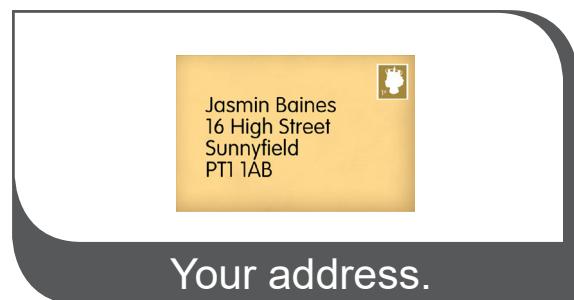 Jasmin Baines
16 High Street
Sunnyfield
PT1 1AB
Your address.